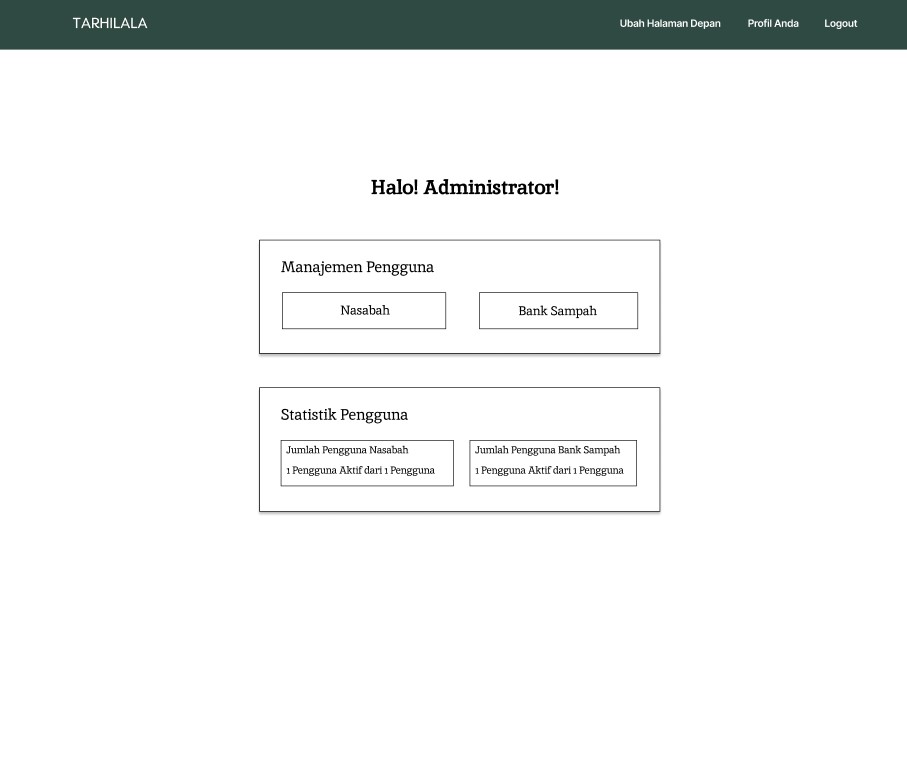 TARHILALA
Ubah Halaman Depan
Profil Anda
Logout
Halo! Administrator!
Manajemen Pengguna
Nasabah
Bank Sampah
Statistik Pengguna
Jumlah Pengguna Nasabah
1 Pengguna Aktif dari 1 Pengguna
Jumlah Pengguna Bank Sampah
1 Pengguna Aktif dari 1 Pengguna